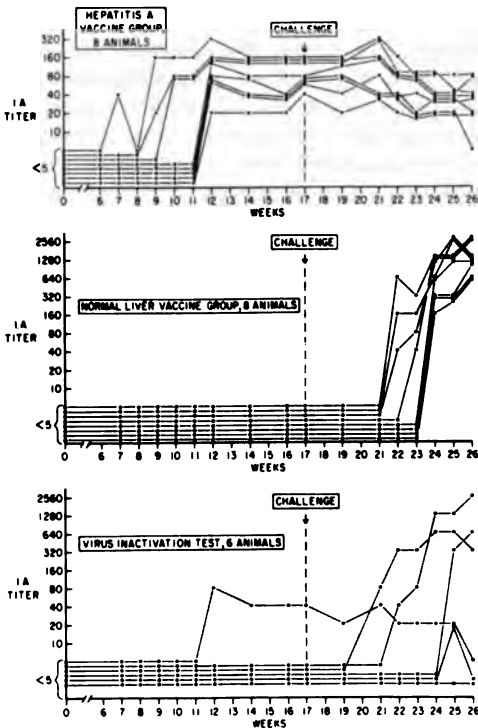 HEPATITIS A
VACCINE GROUP,
8 ANIMALS
CHALLENGE
320
160
80
40
20
10
IA
TITER
<5
0 6 7 8 9 10 11 12 14 16 17 19 21 22 23 24 25 26
WEEKS
CHALLENGE
2560
1280
640
320
160
80
40
20
10
IA
TITER
NORMAL LIVER VACCINE GROUP, 8 ANIMALS
<5
0 6 7 8 9 10 11 12 13 14 15 16 17 18 19 20 21 22 23 24 25 26
WEEKS
CHALLENGE
2560
1280
640
320
160
80
40
20
10
IA
TITER
VIRUS INACTIVATION TEST, 6 ANIMALS
<5
0 6 7 8 9 10 11 12 13 14 15 16 17 18 19 20 21 22 23 24 25 26
WEEKS